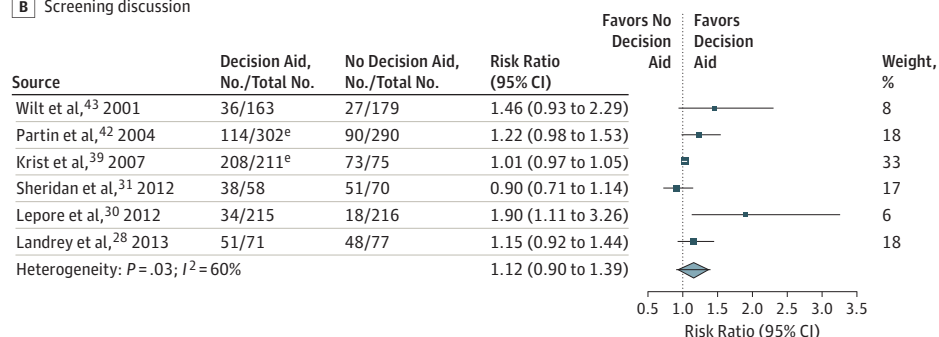 B Screening discussion
Favors No Decision Aid
Favors Decision Aid
Source Decision Aid, No./Total No. No Decision Aid, No./Total No. Risk Ratio (95% CI) Weight, %
Wilt et al,43 2001 36/163 27/179 1.46 (0.93 to 2.29) 8
Partin et al,42 2004 114/302e 90/290 1.22 (0.98 to 1.53) 18
Krist et al,39 2007 208/211e 73/75 1.01 (0.97 to 1.05) 33
Sheridan et al,31 2012 38/58 51/70 0.90 (0.71 to 1.14) 17
Lepore et al,30 2012 34/215 18/216 1.90 (1.11 to 3.26) 6
Landrey et al,28 2013 51/71 48/77 1.15 (0.92 to 1.44) 18
Heterogeneity: P = .03; I2 = 60% 1.12 (0.90 to 1.39)
0.5 1.0 1.5 2.0 2.5 3.0 3.5
Risk Ratio (95% CI)